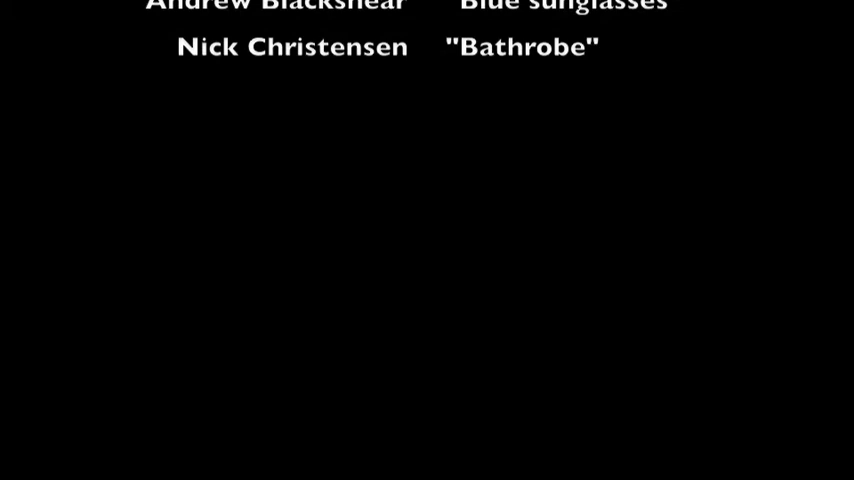 Andrew Blackshear "Blue sunglasses"
Nick Christensen "Bathrobe"